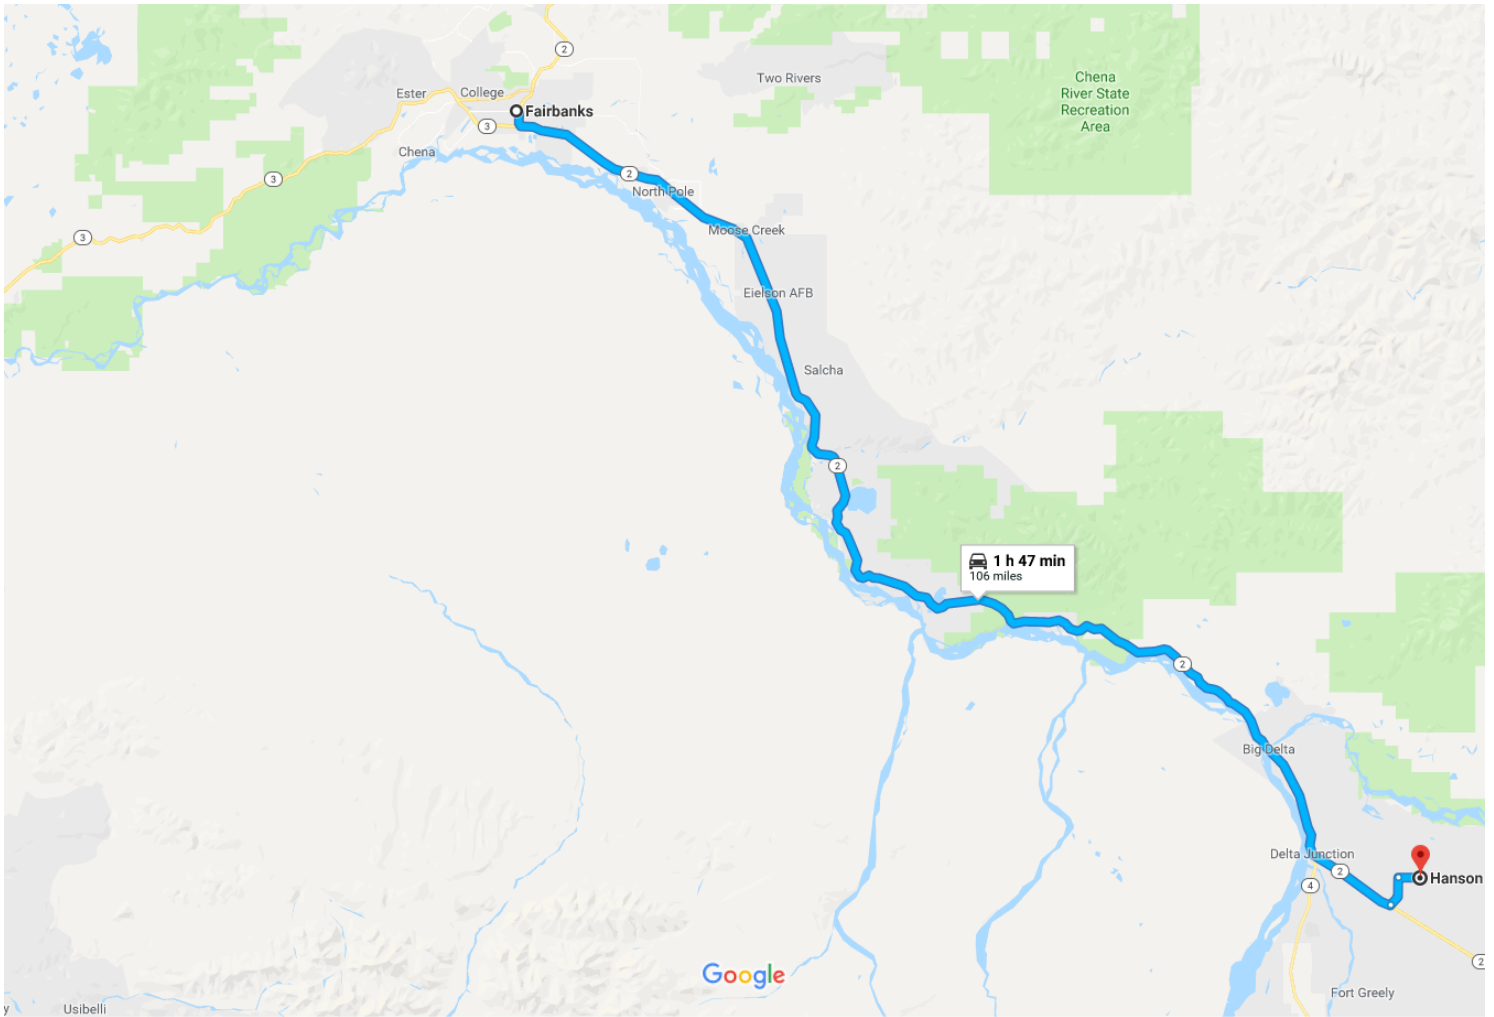 2
Two Rivers
Chena
River State
Recreation
Area
Ester
College
Fairbanks
3
Chena
2
3
North Pole
3
Moose Creek
Eielson AFB
Salcha
2
1 h 47 min
106 miles
2
Big Delta
Delta Junction
2
4
Hanson
2
Google
Fort Greely
y
Usibelli